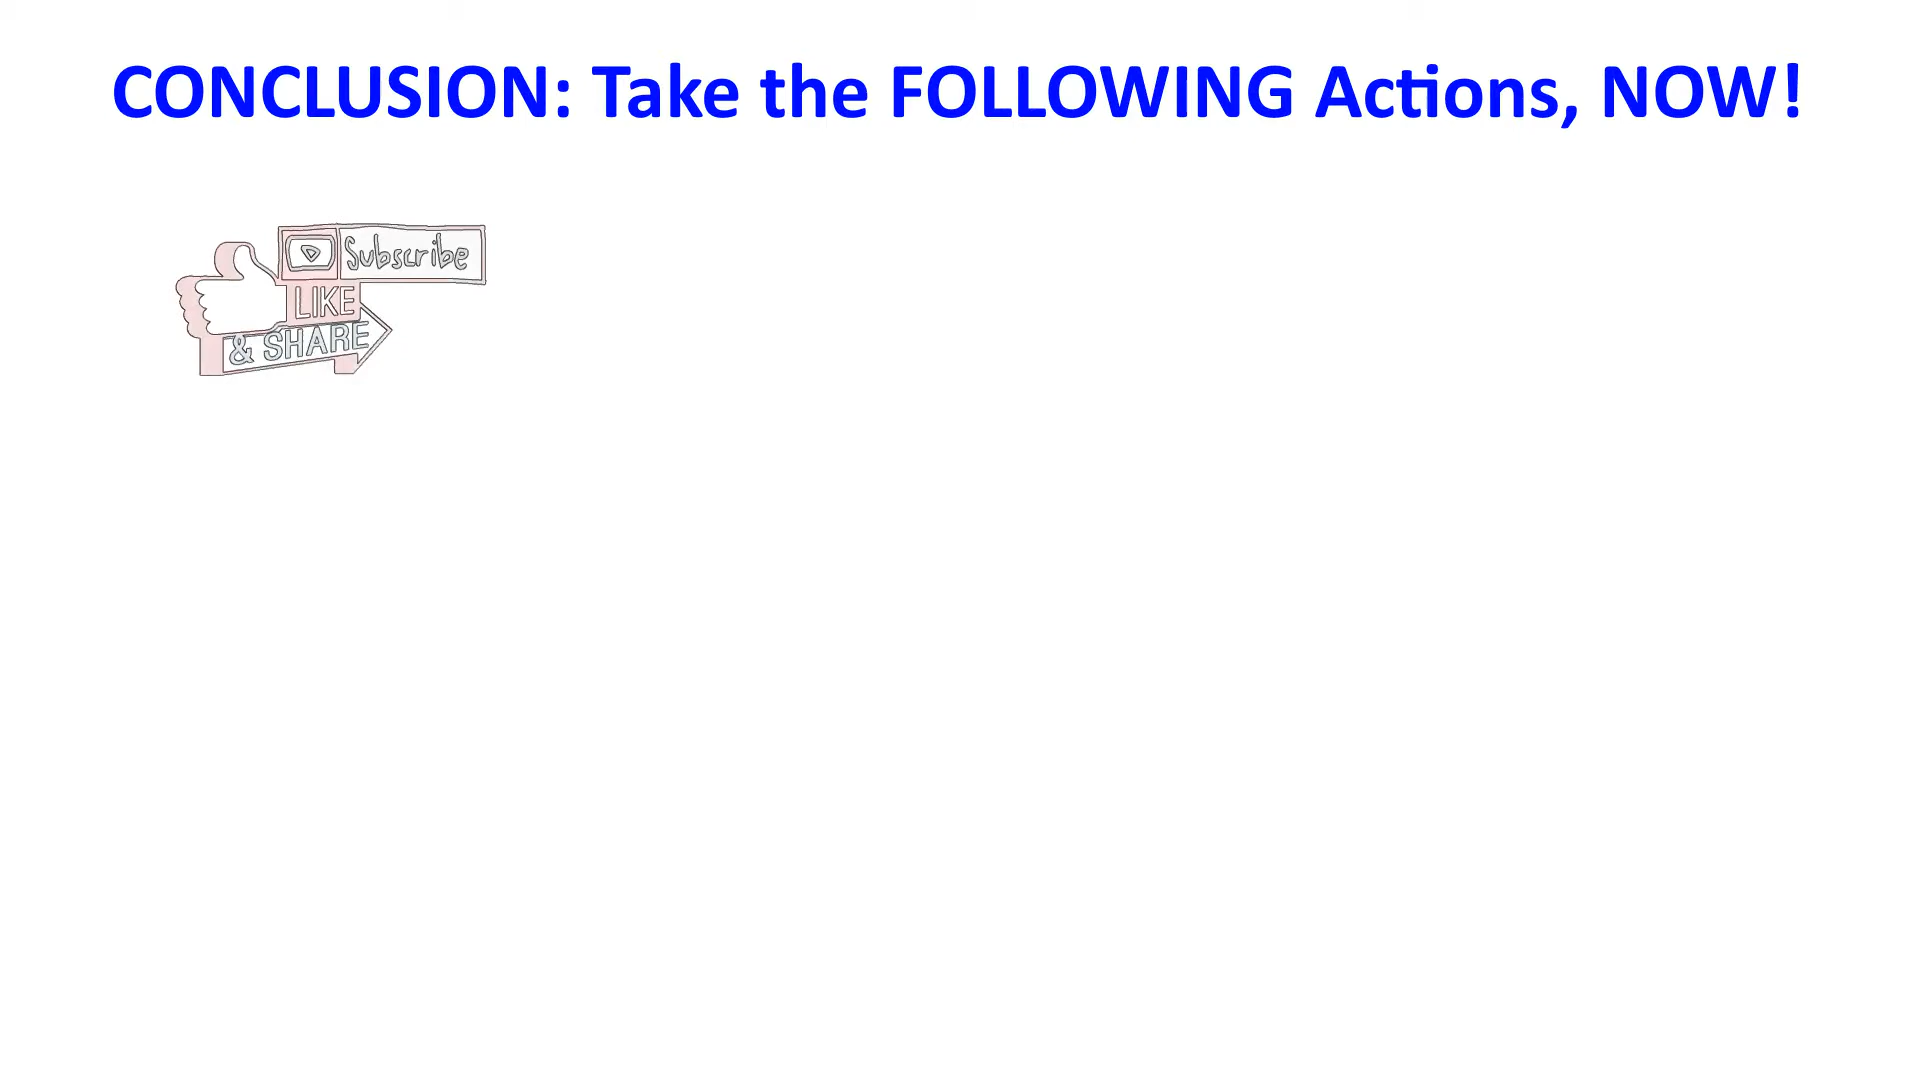 CONCLUSION: Take the FOLLOWING Actions, NOW!
Subscribe
LIKE
& SHARE